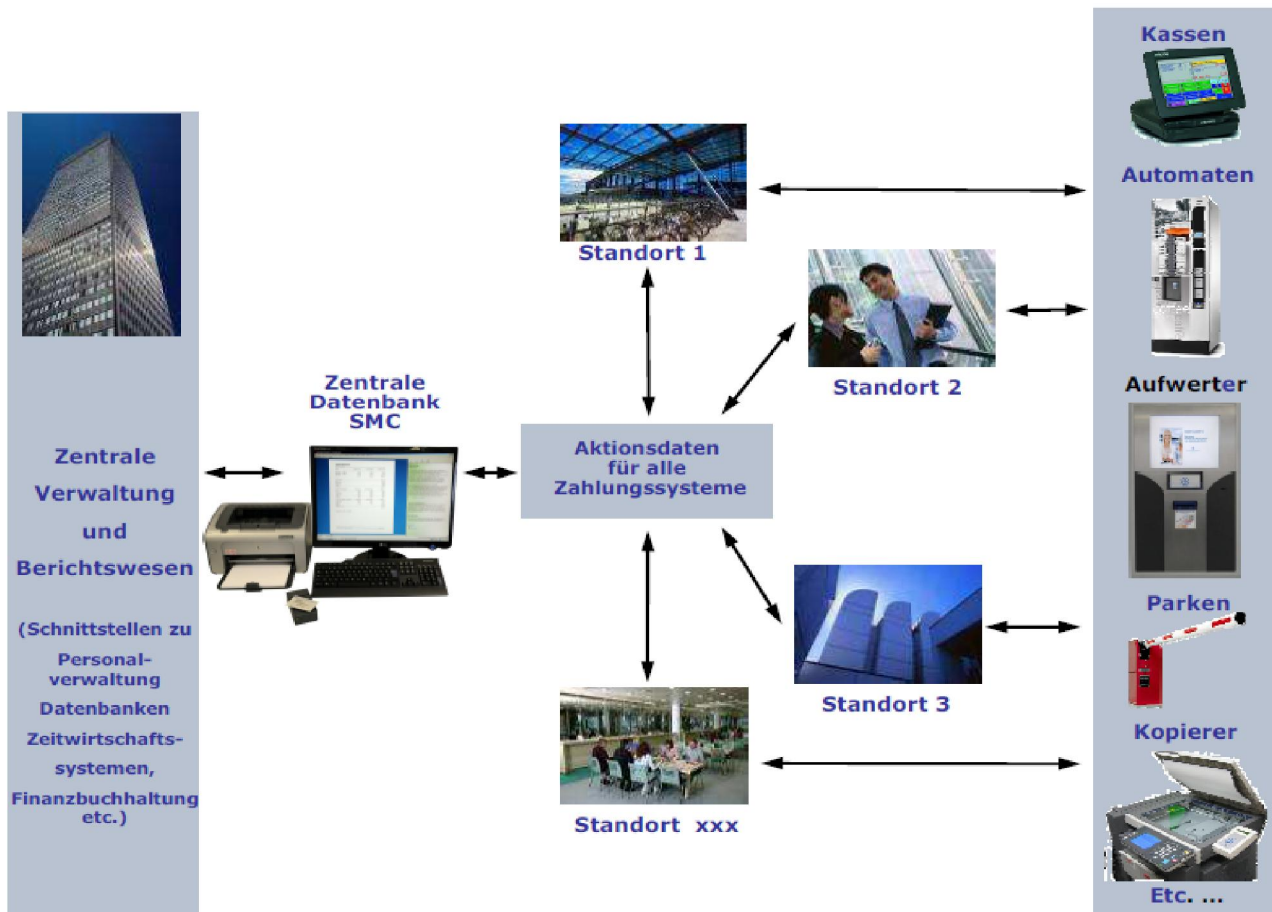 Zentrale
Verwaltung
und
Berichtswesen
(Schnittstellen zu
Personal-
verwaltung
Datenbanken
Zeitwirtschafts-
systemen,
Finanzbuchhaltung
etc.)
Zentrale
Datenbank
SMC
Aktionsdaten
für alle
Zahlungssysteme
Standort 1
Standort 2
Standort 3
Standort xxx
Kassen
Automaten
Aufwerter
Parken
Kopierer
Etc. ...